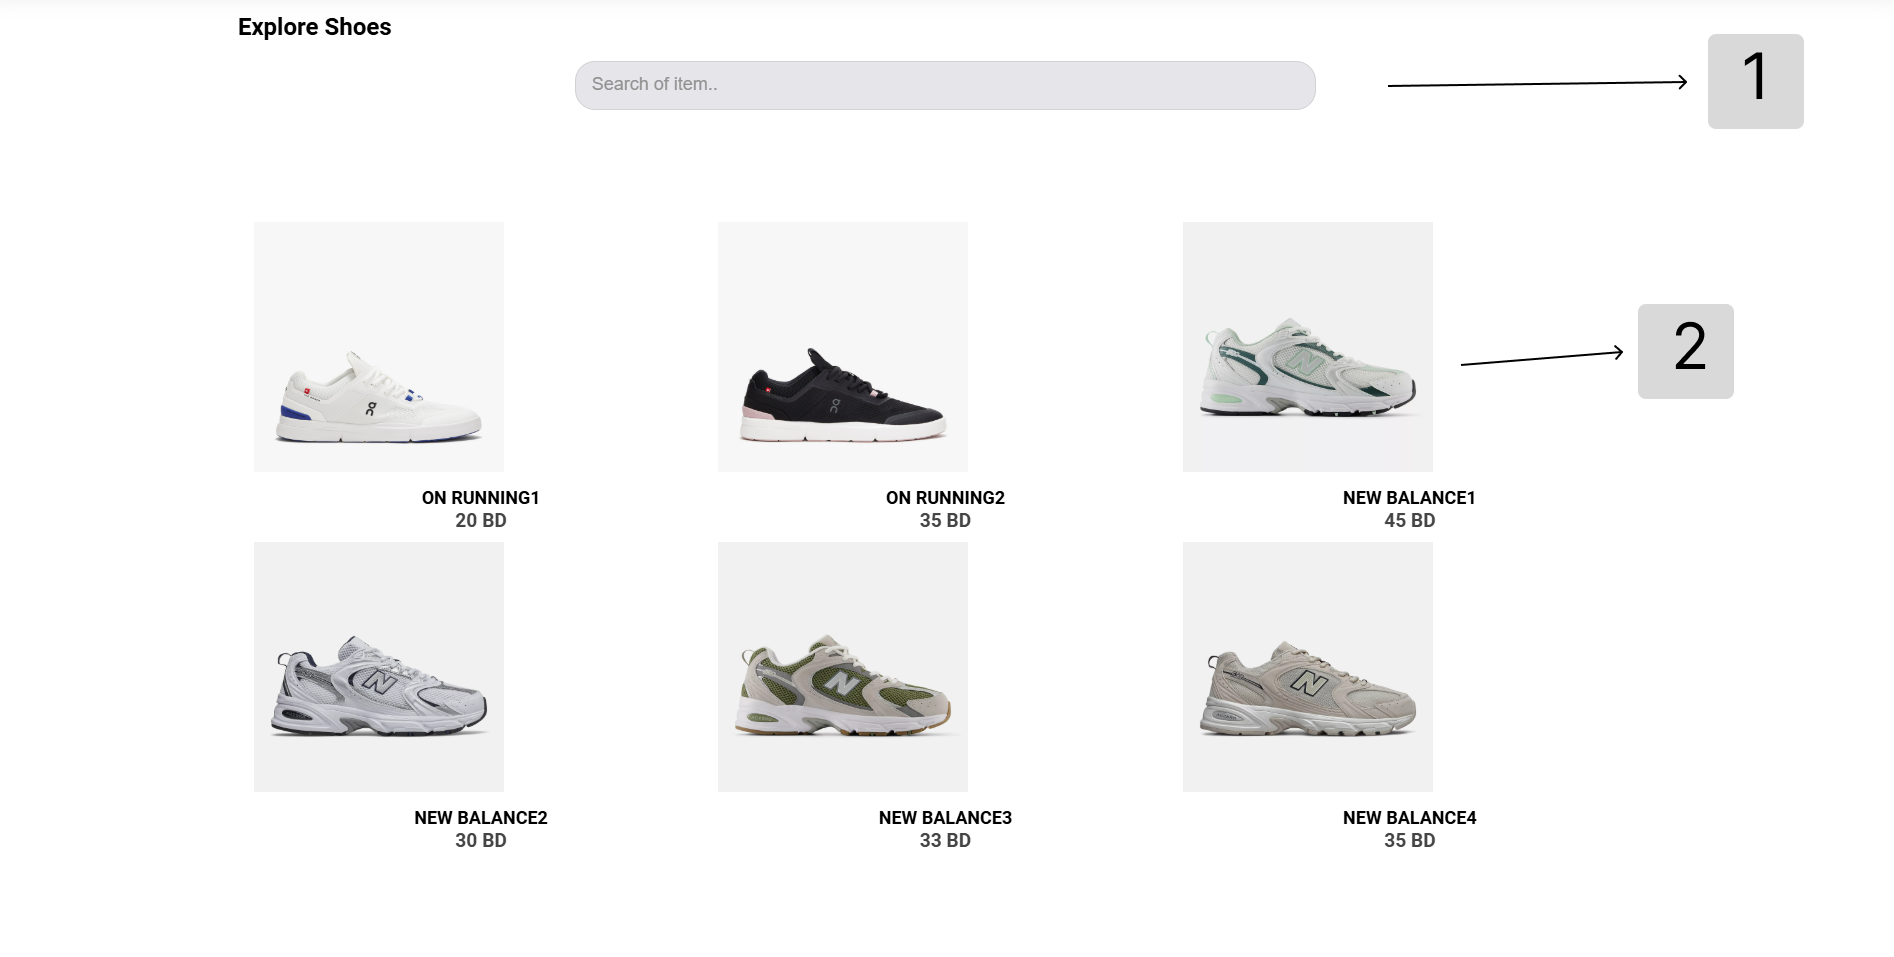 Explore Shoes
Search of item..
1
2
ON RUNNING1
20 BD
ON RUNNING2
35 BD
NEW BALANCE1
45 BD
NEW BALANCE2
30 BD
NEW BALANCE3
33 BD
NEW BALANCE4
35 BD